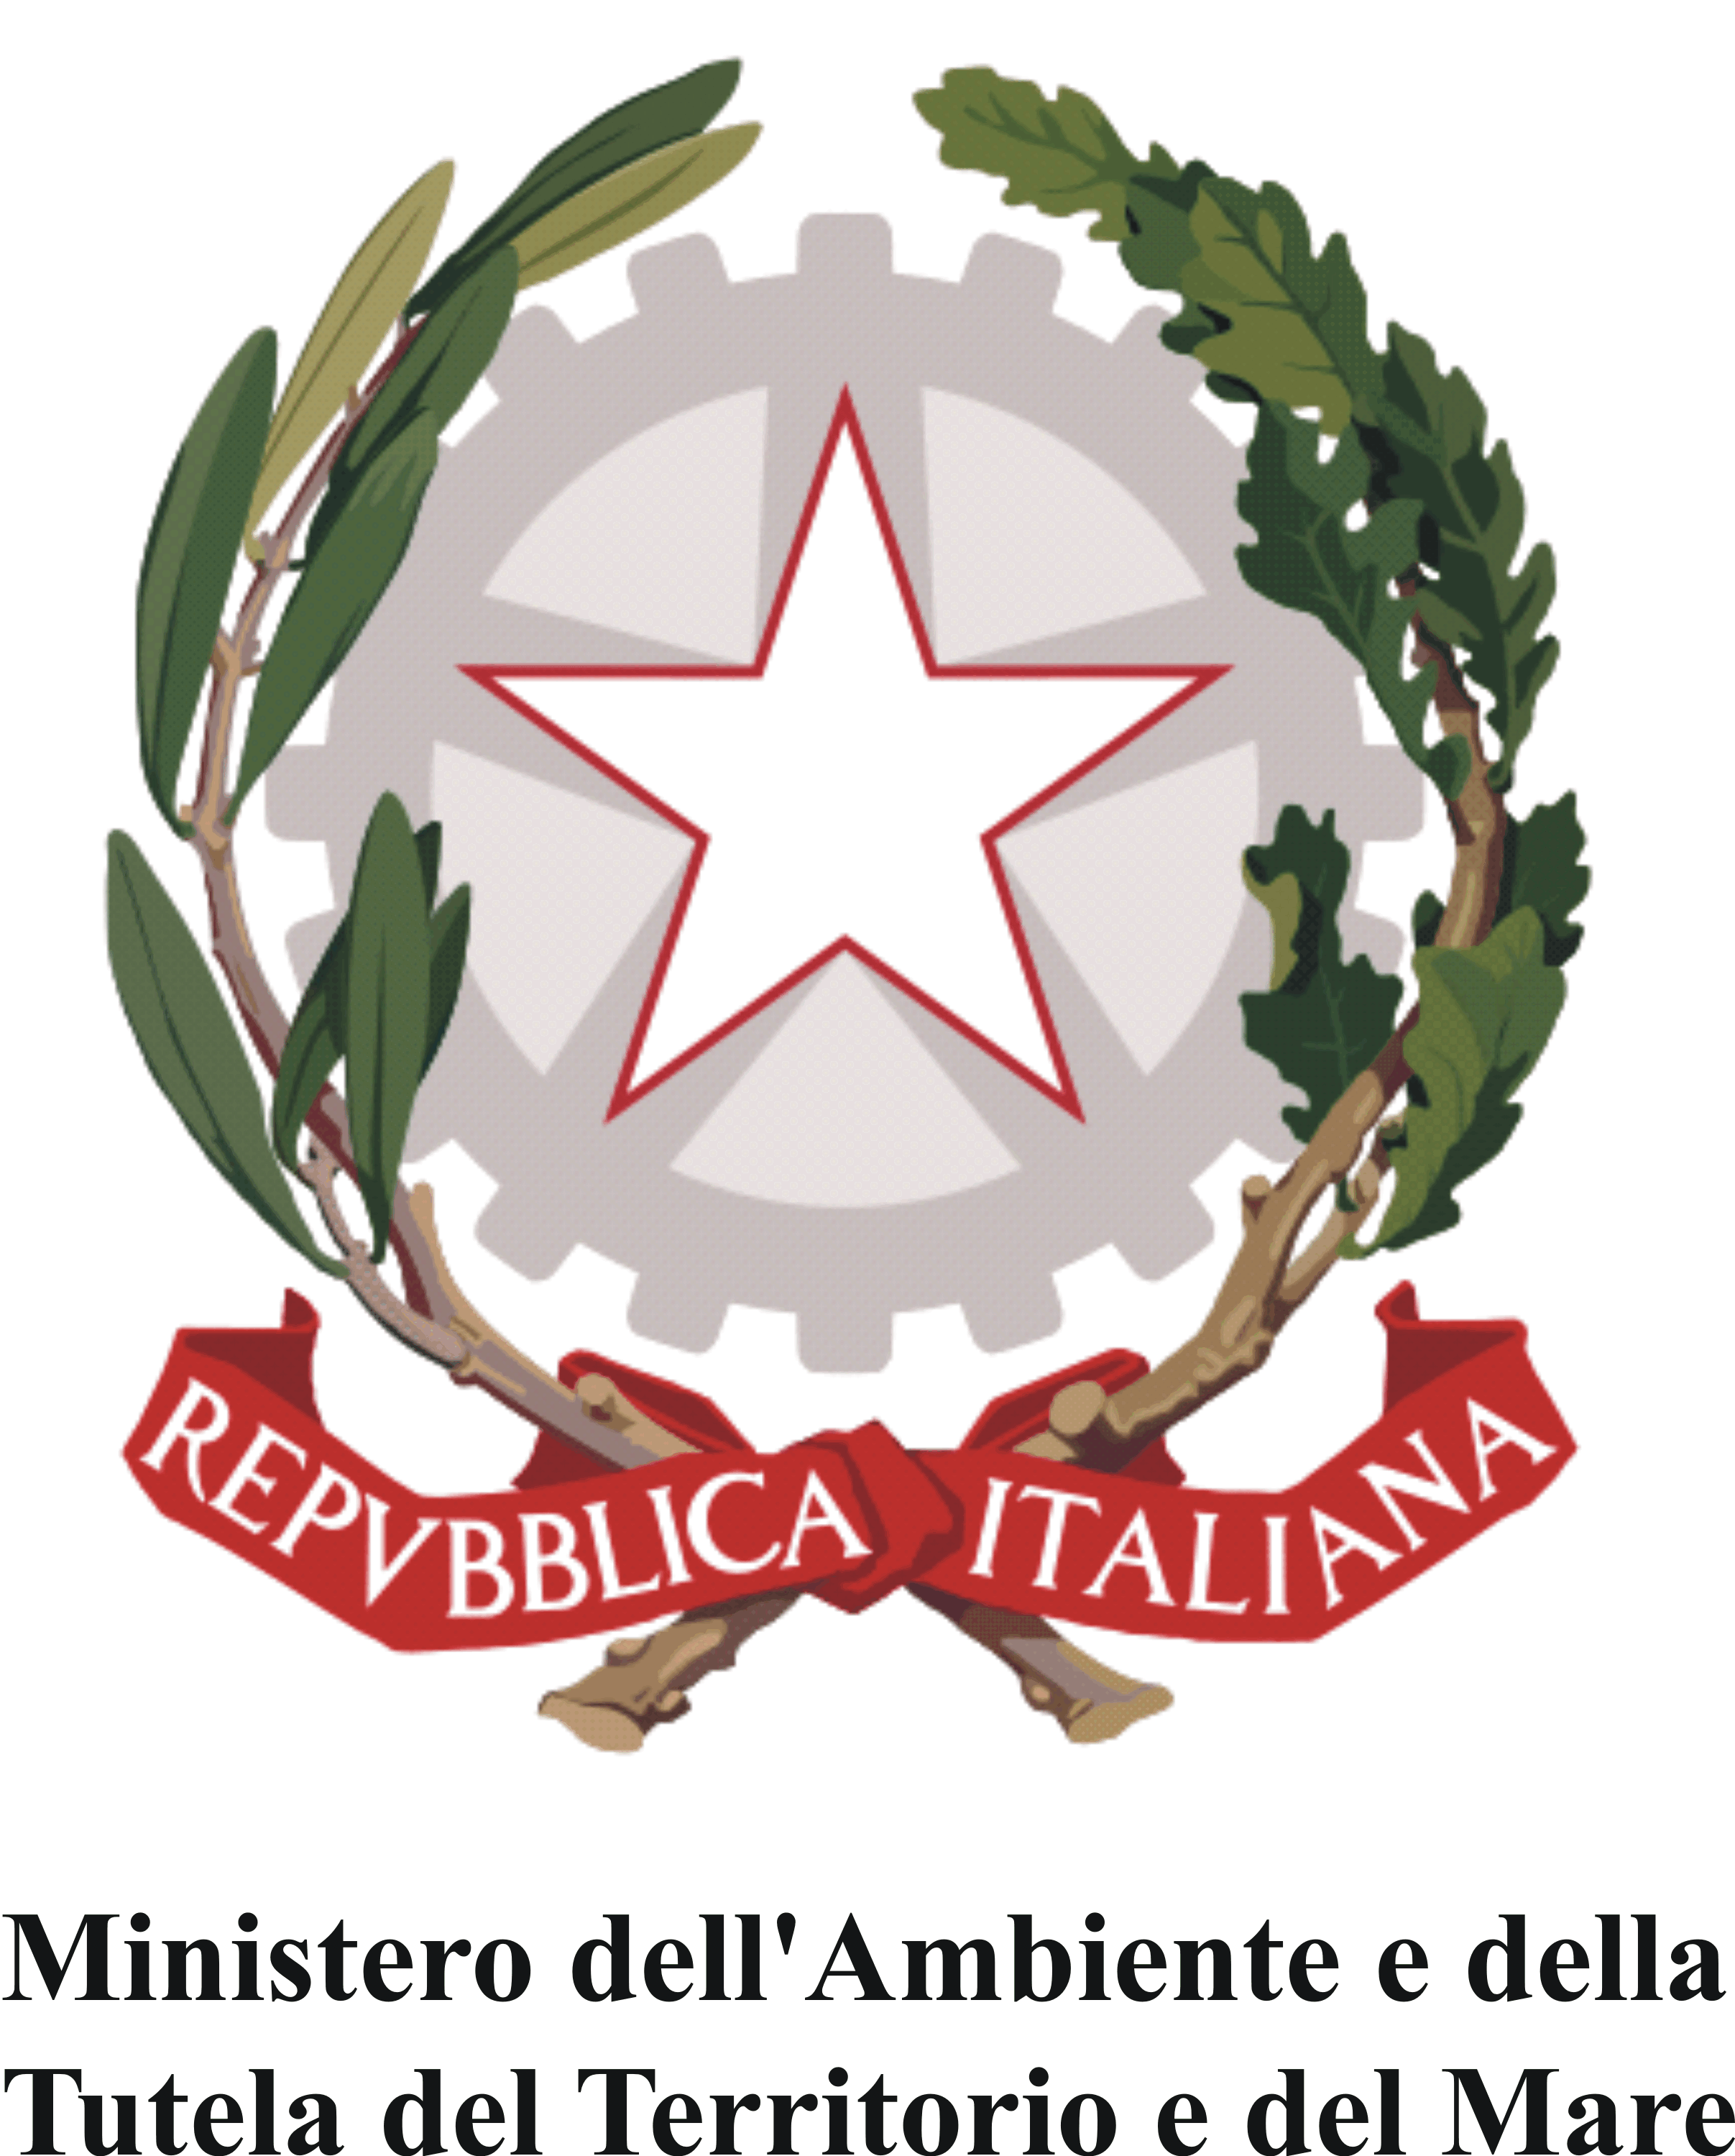 REPVBBLICA ITALIANA
Ministero dell'Ambiente e della
Tutela del Territorio e del Mare